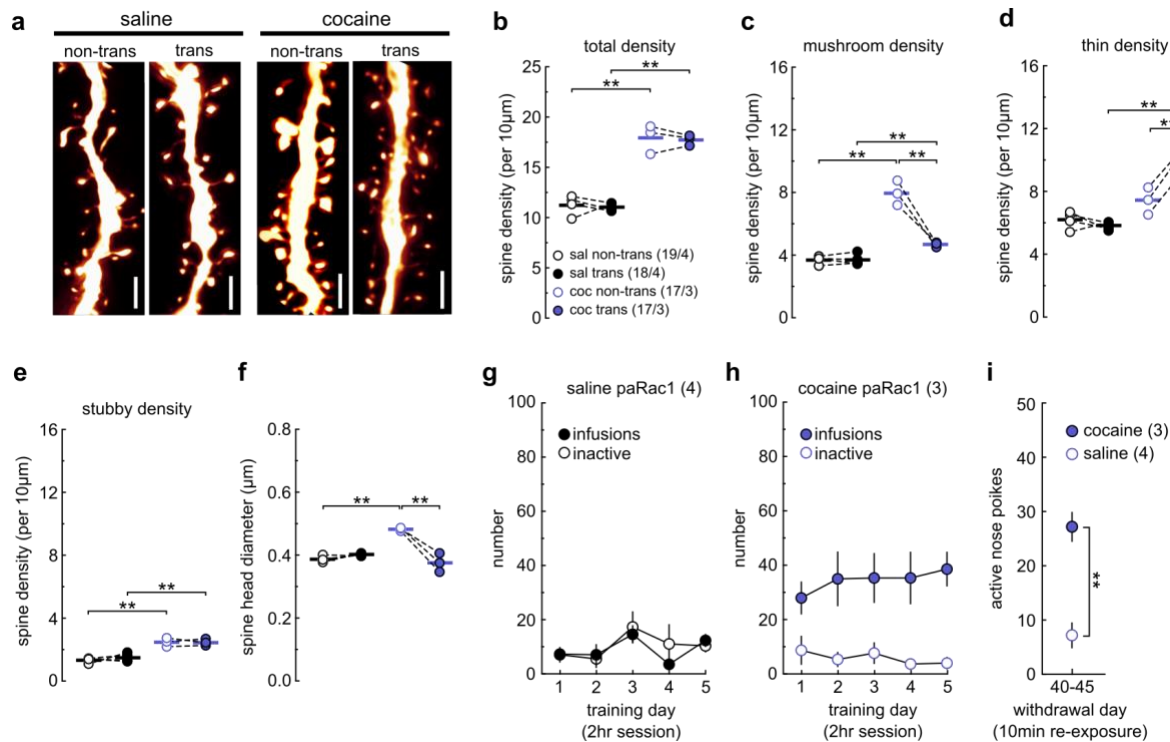 a
saline
cocaine
non-trans
trans
non-trans
trans
b
total density
spine density (per 10μm)
25
20
15
10
5
0
**
**
sal non-trans (19/4)
sal trans (18/4)
coc non-trans (17/3)
coc trans (17/3)
c
mushroom density
spine density (per 10μm)
16
12
8
4
0
**
**
**
d
thin density
spine density (per 10μm)
16
12
8
4
0
**
e
stubby density
spine density (per 10μm)
16
12
8
4
0
**
**
f
spine head diameter (μm)
0.8
0.6
0.4
0.2
0.0
**
**
g
saline paRac1 (4)
number
100
80
60
40
20
0
infusions
inactive
1 2 3 4 5
training day
(2hr session)
h
cocaine paRac1 (3)
number
100
80
60
40
20
0
infusions
inactive
1 2 3 4 5
training day
(2hr session)
i
active nose poikes
50
40
30
20
10
0
cocaine (3)
saline (4)
**
40-45
withdrawal day
(10min re-exposure)